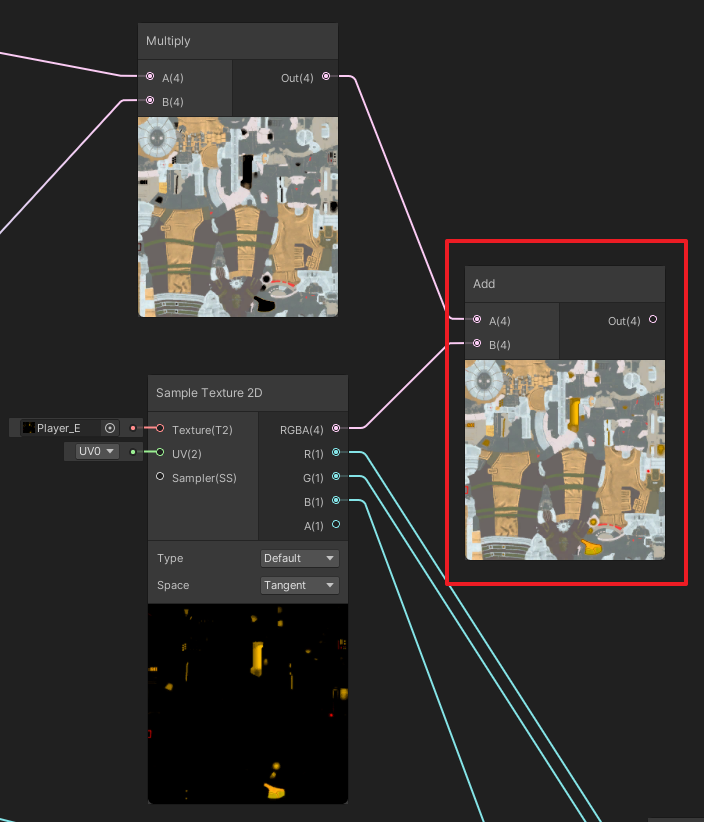 Multiply
A(4) Out(4)
B(4)
Add
A(4) Out(4)
B(4)
Sample Texture 2D
Player_E Texture(T2) RGBA(4)
UV0 UV(2) R(1)
Sampler(SS) G(1)
B(1)
A(1)
Type Default
Space Tangent